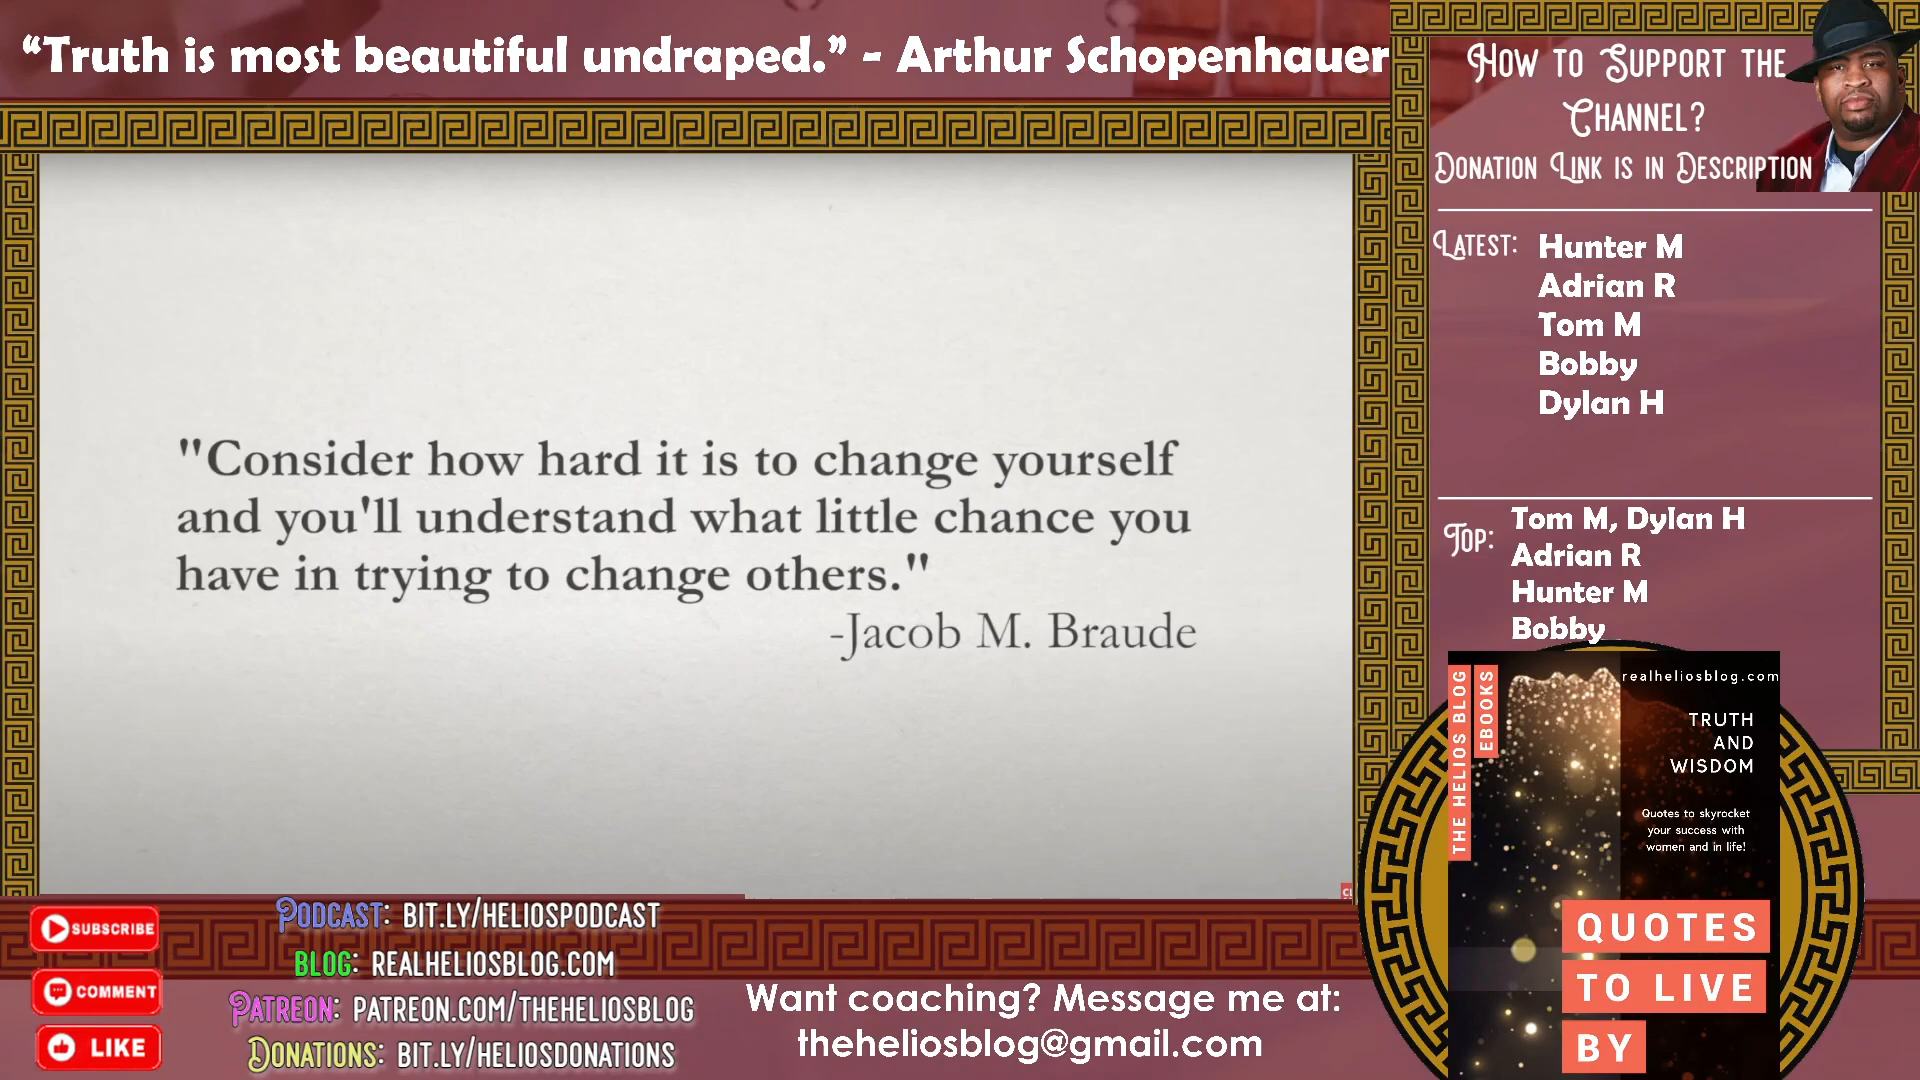 “Truth is most beautiful undraped.” - Arthur Schopenhauer
How to Support the
Channel?
Donation Link is in Description
Latest:
Hunter M
Adrian R
Tom M
Bobby
Dylan H
Top:
Tom M, Dylan H
Adrian R
Hunter M
Bobby
"Consider how hard it is to change yourself
and you'll understand what little chance you
have in trying to change others."
-Jacob M. Braude
THE HELIOS BLOG
EBOOKS
realheliosblog.com
TRUTH
AND
WISDOM
Quotes to skyrocket
your success with
women and in life!
QUOTES
TO LIVE
BY
SUBSCRIBE
COMMENT
LIKE
Podcast: bit.ly/heliospodcast
Blog: realheliosblog.com
Patreon: patreon.com/theheliosblog
Donations: bit.ly/heliosdonations
Want coaching? Message me at:
theheliosblog@gmail.com